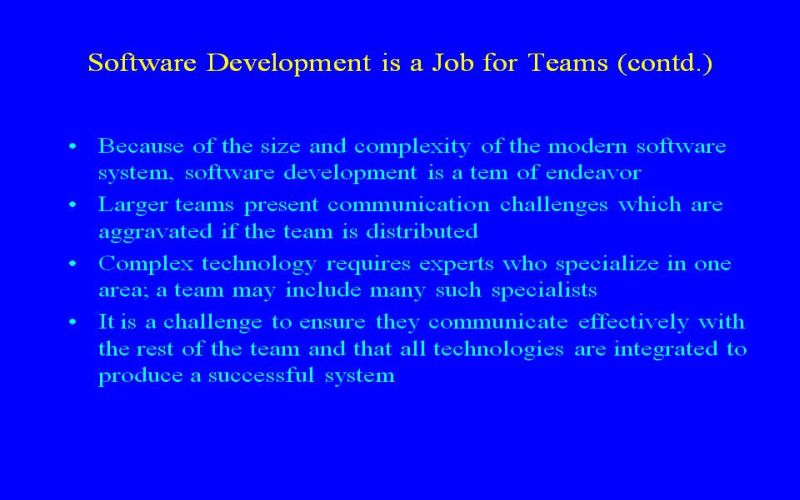 Software Development is a Job for Teams (contd.)
• Because of the size and complexity of the modern software
system, software development is a tem of endeavor
• Larger teams present communication challenges which are
aggravated if the team is distributed
• Complex technology requires experts who specialize in one
area; a team may include many such specialists
• It is a challenge to ensure they communicate effectively with
the rest of the team and that all technologies are integrated to
produce a successful system